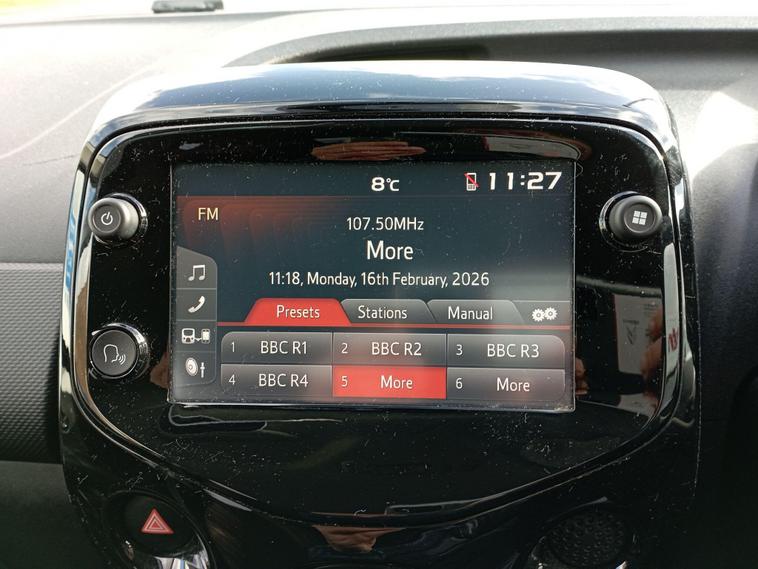 8°C 11:27
FM
107.50MHz
More
11:18, Monday, 16th February, 2026
Presets Stations Manual
1 BBC R1 2 BBC R2 3 BBC R3
4 BBC R4 5 More 6 More